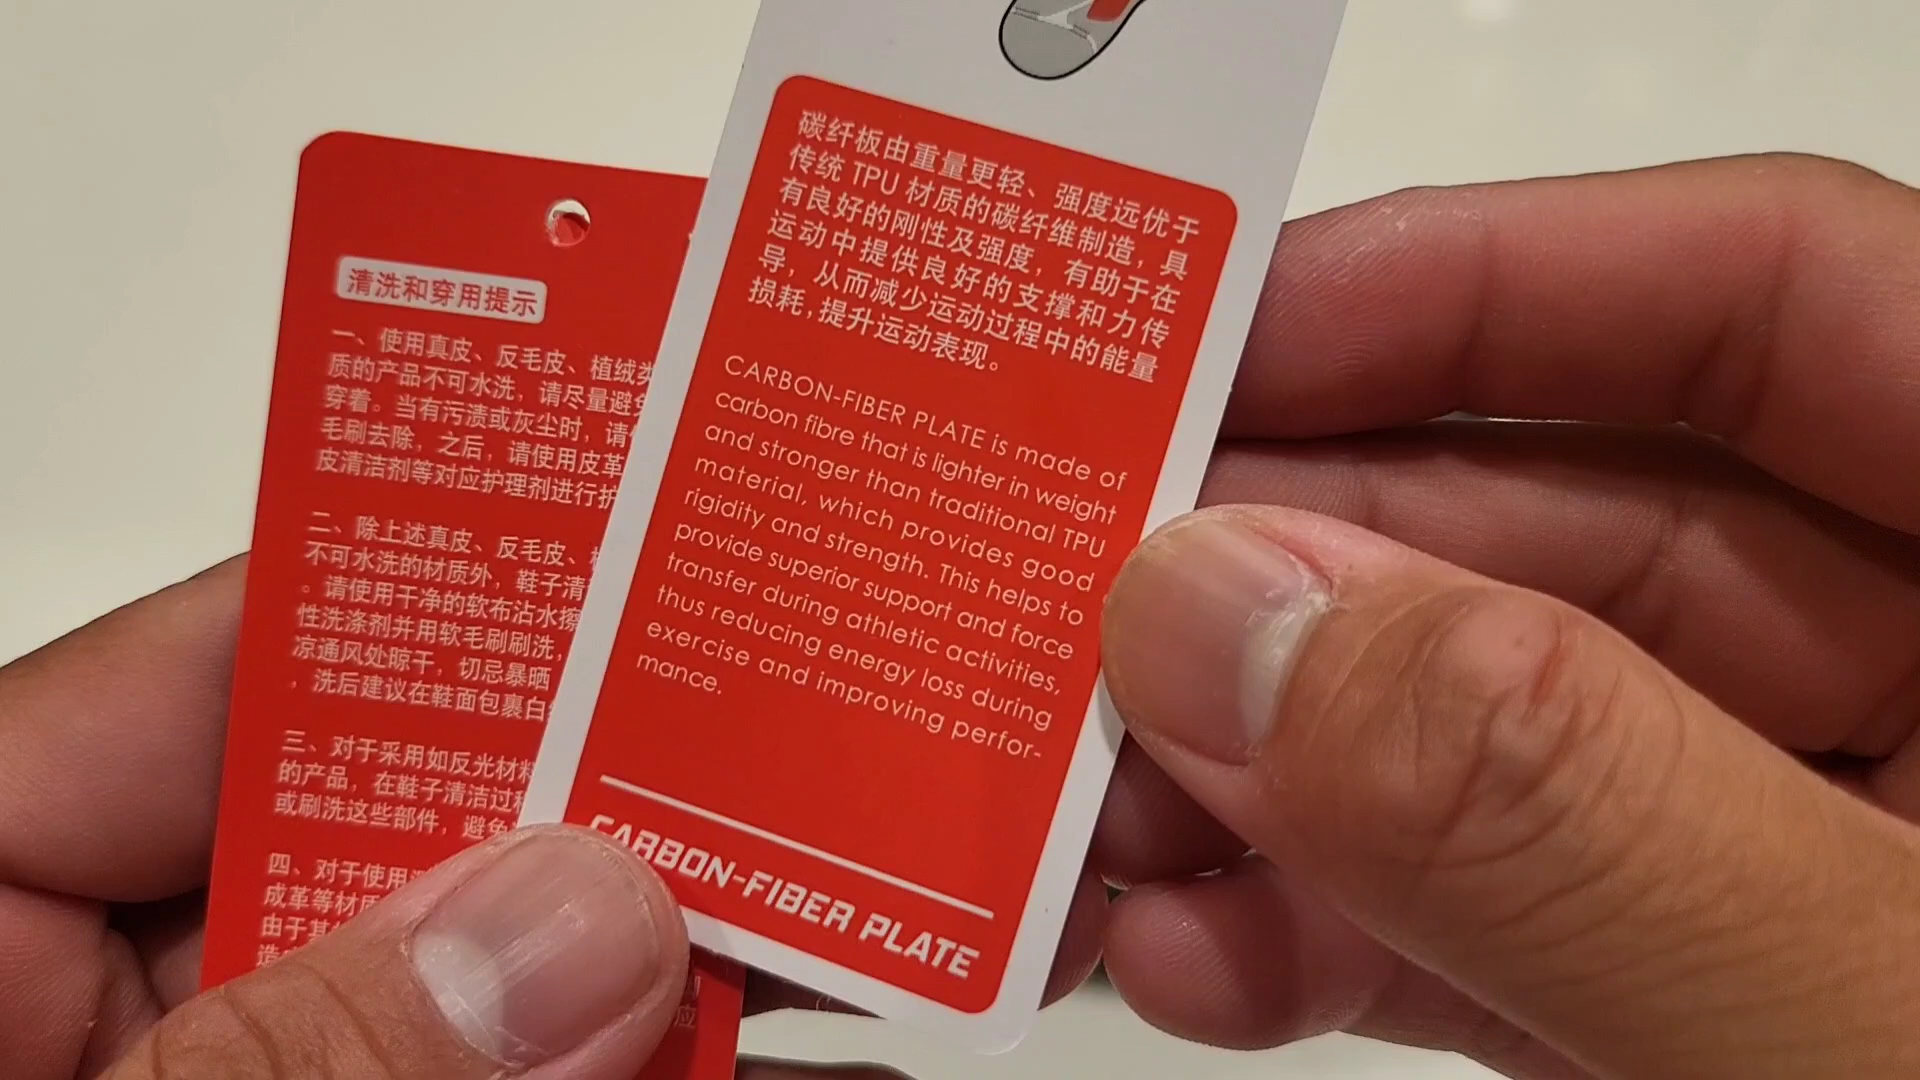 清洗和穿用提示
一、使用真皮、反毛皮、植绒类
质的产品不可水洗，请尽量避免
穿着。当有污渍或灰尘时，请
毛刷去除，之后，请使用皮革
皮清洁剂等对应护理剂进行护
二、除上述真皮、反毛皮、
不可水洗的材质外，鞋子清
。请使用干净的软布沾水擦
性洗涤剂并用软毛刷刷洗，
凉通风处晾干，切忌暴晒
，洗后建议在鞋面包裹白
三、对于采用如反光材料
的产品，在鞋子清洁过程
或刷洗这些部件，避免
四、对于使用
成革等材质
由于其
造
应
碳纤板由重量更轻、强度远优于
传统 TPU 材质的碳纤维制造，具
有良好的刚性及强度，有助于在
运动中提供良好的支撑和力传
导，从而减少运动过程中的能量
损耗，提升运动表现。
CARBON-FIBER PLATE is made of
carbon fibre that is lighter in weight
and stronger than traditional TPU
material, which provides good
rigidity and strength. This helps to
provide superior support and force
transfer during athletic activities,
thus reducing energy loss during
exercise and improving perfor-
mance.
CARBON-FIBER PLATE